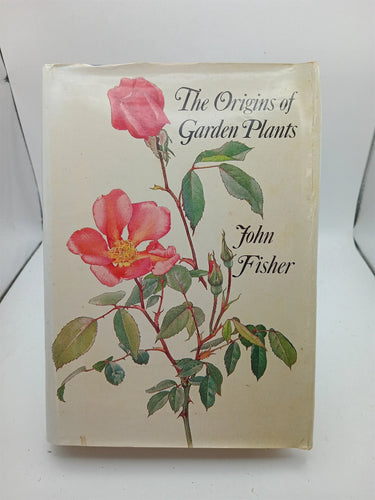 The Origins of
Garden Plants
John
Fisher